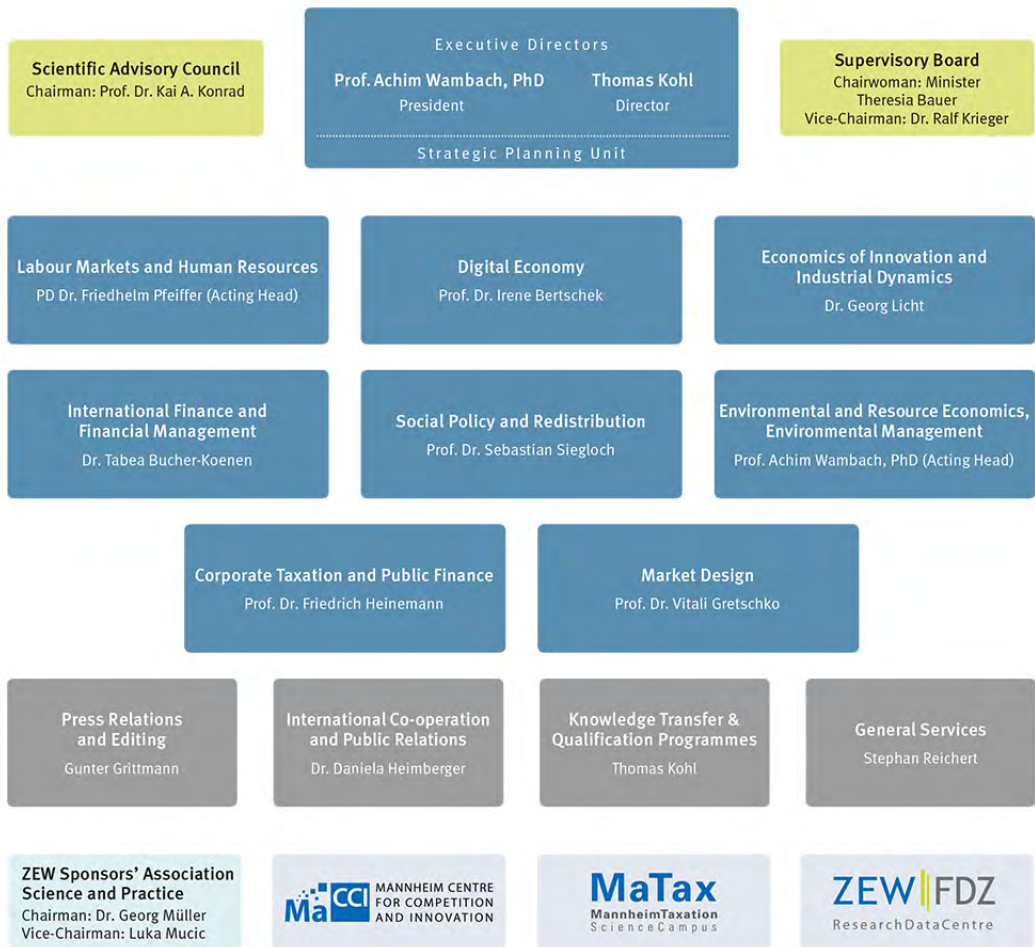 Scientific Advisory Council
Chairman: Prof. Dr. Kai A. Konrad
Executive Directors
Prof. Achim Wambach, PhD
President
Thomas Kohl
Director
Strategic Planning Unit
Supervisory Board
Chairwoman: Minister
Theresia Bauer
Vice-Chairman: Dr. Ralf Krieger
Labour Markets and Human Resources
PD Dr. Friedhelm Pfeiffer (Acting Head)
Digital Economy
Prof. Dr. Irene Bertschek
Economics of Innovation and
Industrial Dynamics
Dr. Georg Licht
International Finance and
Financial Management
Dr. Tabea Bucher-Koenen
Social Policy and Redistribution
Prof. Dr. Sebastian Siegloch
Environmental and Resource Economics,
Environmental Management
Prof. Achim Wambach, PhD (Acting Head)
Corporate Taxation and Public Finance
Prof. Dr. Friedrich Heinemann
Market Design
Prof. Dr. Vitali Gretschko
Press Relations
and Editing
Gunter Grittmann
International Co-operation
and Public Relations
Dr. Daniela Heimberger
Knowledge Transfer &
Qualification Programmes
Thomas Kohl
General Services
Stephan Reichert
ZEW Sponsors’ Association
Science and Practice
Chairman: Dr. Georg Müller
Vice-Chairman: Luka Mucic
MaCCI
MANNHEIM CENTRE
FOR COMPETITION
AND INNOVATION
MaTax
MannheimTaxation
ScienceCampus
ZEW FDZ
ResearchDataCentre